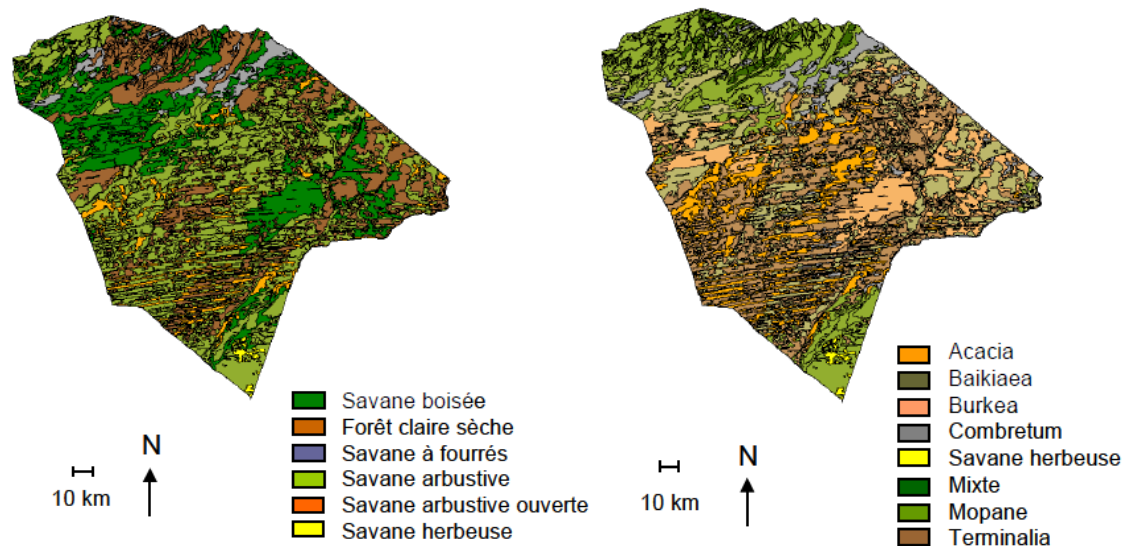 Savane boisée
Forêt claire sèche
Savane à fourrés
Savane arbustive
Savane arbustive ouverte
Savane herbeuse
N
10 km
Acacia
Baikiaea
Burkea
Combretum
Savane herbeuse
Mixte
Mopane
Terminalia
N
10 km